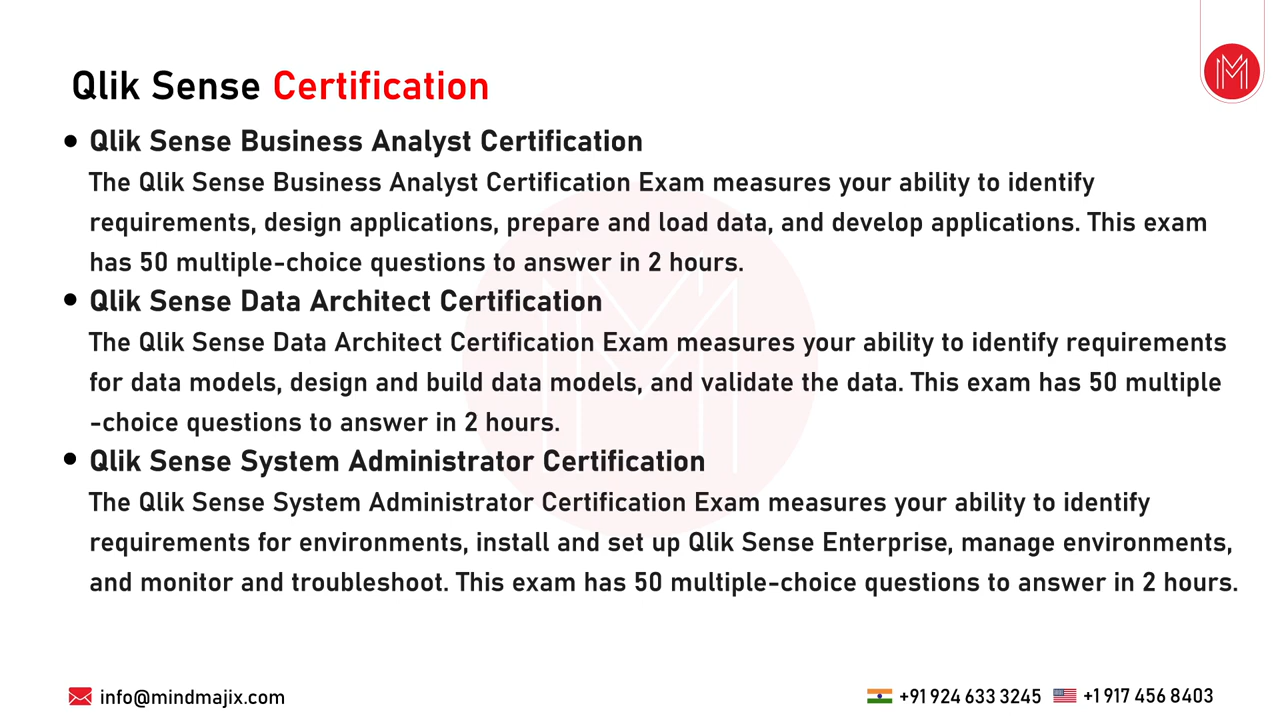 Qlik Sense Certification
• Qlik Sense Business Analyst Certification
The Qlik Sense Business Analyst Certification Exam measures your ability to identify
requirements, design applications, prepare and load data, and develop applications. This exam
has 50 multiple-choice questions to answer in 2 hours.
• Qlik Sense Data Architect Certification
The Qlik Sense Data Architect Certification Exam measures your ability to identify requirements
for data models, design and build data models, and validate the data. This exam has 50 multiple
-choice questions to answer in 2 hours.
• Qlik Sense System Administrator Certification
The Qlik Sense System Administrator Certification Exam measures your ability to identify
requirements for environments, install and set up Qlik Sense Enterprise, manage environments,
and monitor and troubleshoot. This exam has 50 multiple-choice questions to answer in 2 hours.
info@mindmajix.com
+91 924 633 3245
+1 917 456 8403